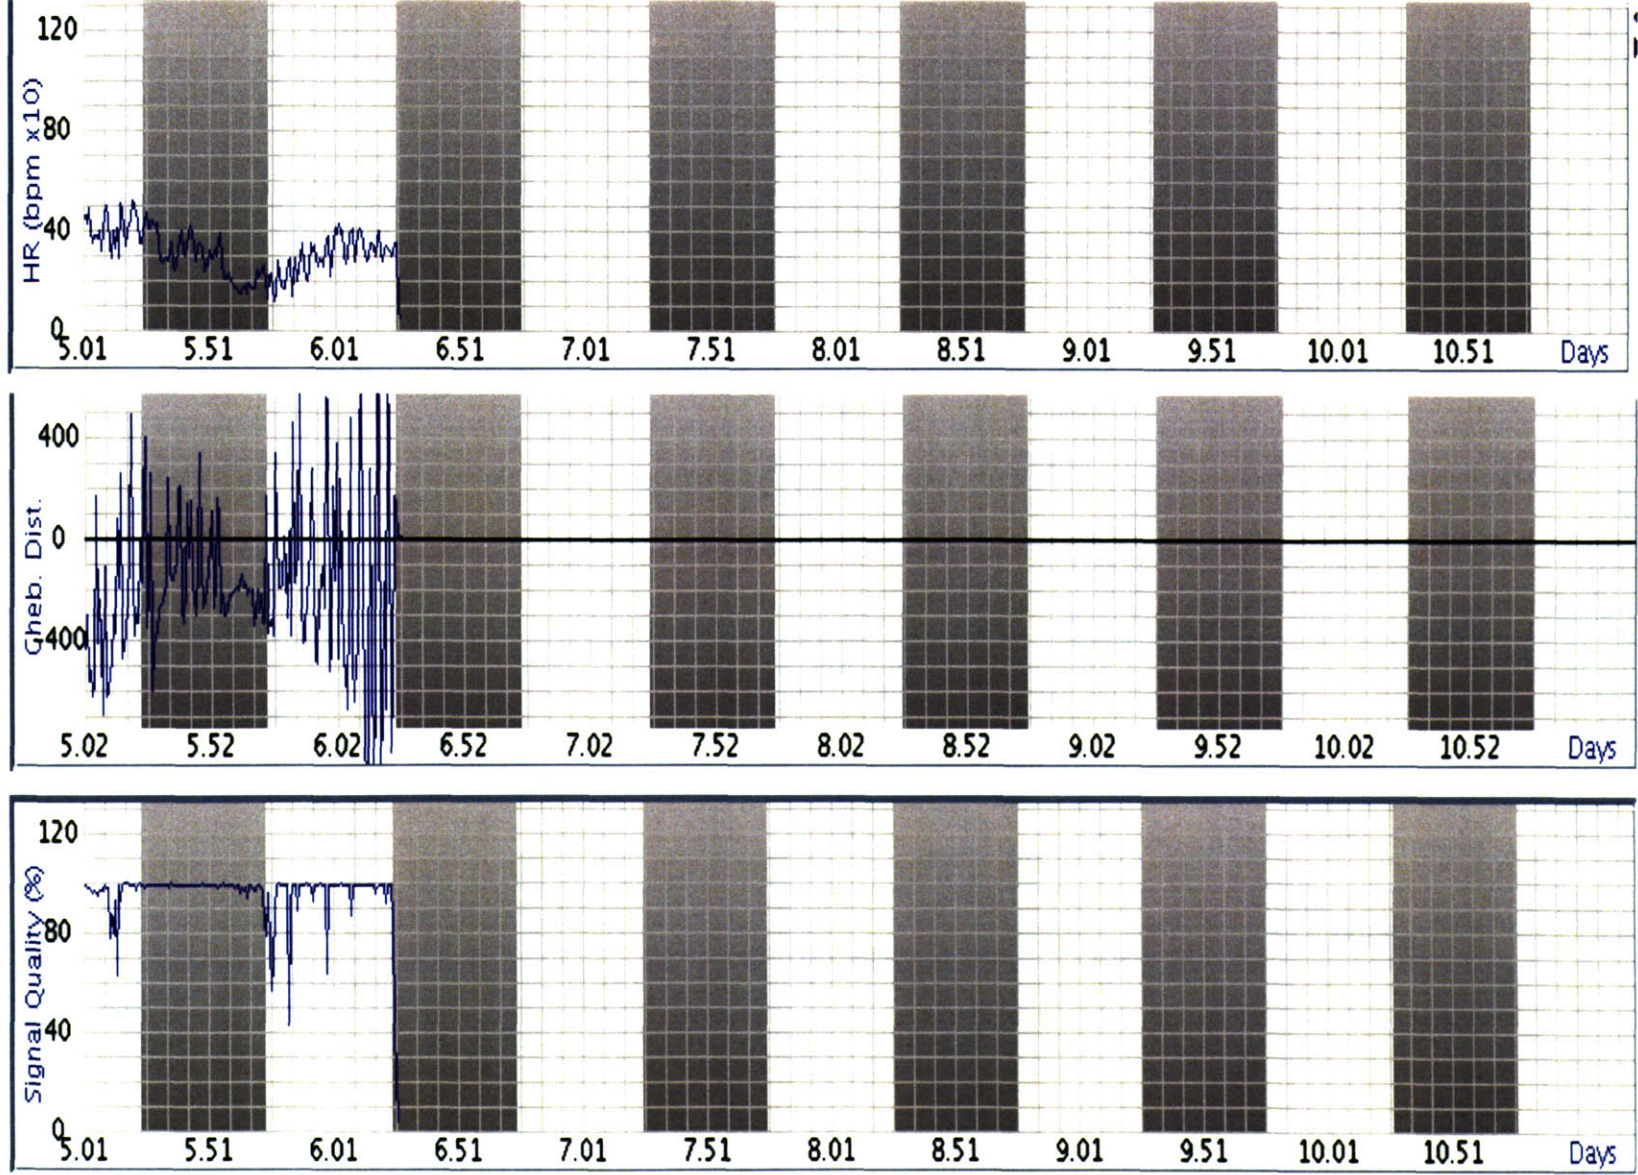 HR (bpm x10)
120
80
40
0
5.01 5.51 6.01 6.51 7.01 7.51 8.01 8.51 9.01 9.51 10.01 10.51 Days
Cheb. Dist.
400
0
-400
5.02 5.52 6.02 6.52 7.02 7.52 8.02 8.52 9.02 9.52 10.02 10.52 Days
Signal Quality (%)
120
80
40
0
5.01 5.51 6.01 6.51 7.01 7.51 8.01 8.51 9.01 9.51 10.01 10.51 Days